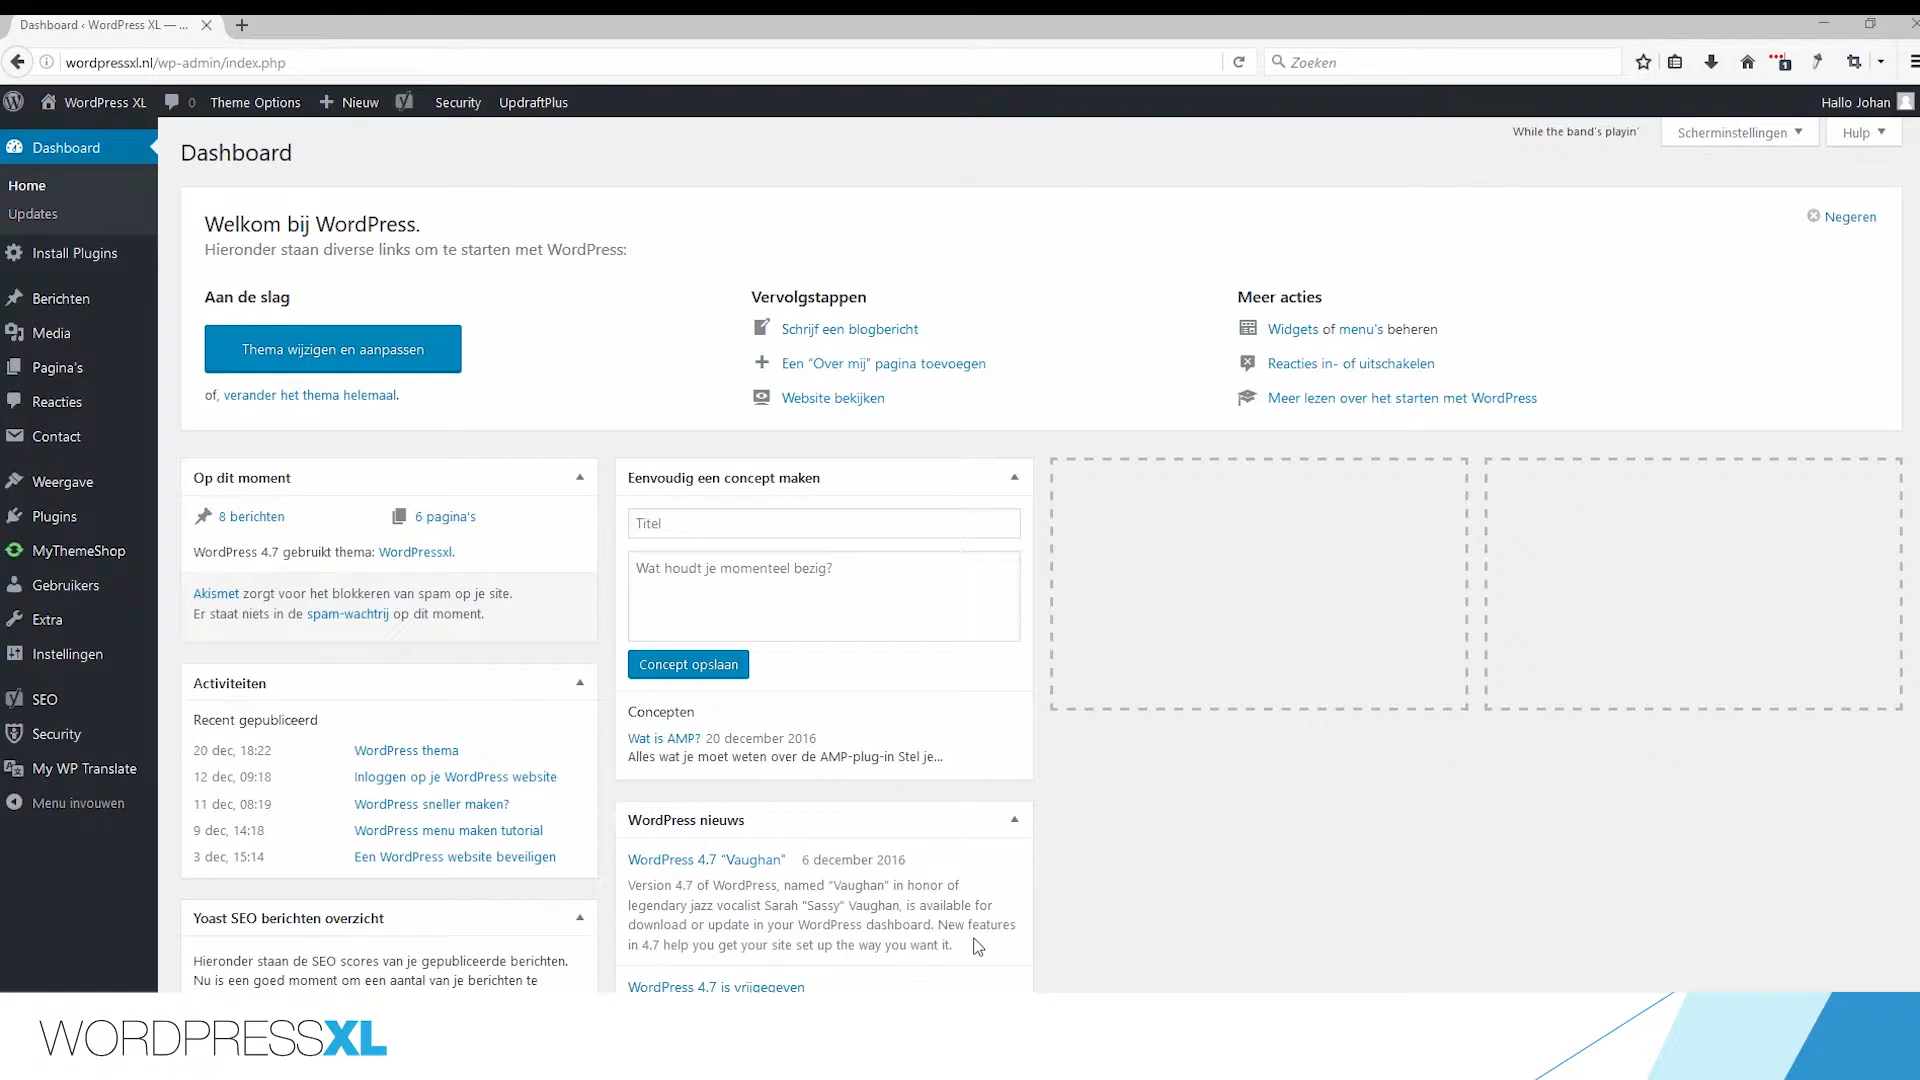 Dashboard ‹ WordPress XL — ...
wordpressxl.nl/wp-admin/index.php
Zoeken
WordPress XL
0
Theme Options
Nieuw
Security
UpdraftPlus
Hallo Johan
Dashboard
Home
Updates
Install Plugins
Berichten
Media
Pagina's
Reacties
Contact
Weergave
Plugins
MyThemeShop
Gebruikers
Extra
Instellingen
SEO
Security
My WP Translate
Menu invouwen
While the band's playin'
Scherminstellingen
Hulp
Dashboard
Welkom bij WordPress.
Negeren
Hieronder staan diverse links om te starten met WordPress:
Aan de slag
Thema wijzigen en aanpassen
of, verander het thema helemaal.
Vervolgstappen
Schrijf een blogbericht
Een “Over mij” pagina toevoegen
Website bekijken
Meer acties
Widgets of menu's beheren
Reacties in- of uitschakelen
Meer lezen over het starten met WordPress
Op dit moment
8 berichten
6 pagina's
WordPress 4.7 gebruikt thema: WordPressxl.
Akismet zorgt voor het blokkeren van spam op je site.
Er staat niets in de spam-wachtrij op dit moment.
Activiteiten
Recent gepubliceerd
20 dec, 18:22 WordPress thema
12 dec, 09:18 Inloggen op je WordPress website
11 dec, 08:19 WordPress sneller maken?
9 dec, 14:18 WordPress menu maken tutorial
3 dec, 15:14 Een WordPress website beveiligen
Yoast SEO berichten overzicht
Hieronder staan de SEO scores van je gepubliceerde berichten.
Nu is een goed moment om een aantal van je berichten te
Eenvoudig een concept maken
Titel
Wat houdt je momenteel bezig?
Concept opslaan
Concepten
Wat is AMP? 20 december 2016
Alles wat je moet weten over de AMP-plug-in Stel je...
WordPress nieuws
WordPress 4.7 “Vaughan” 6 december 2016
Version 4.7 of WordPress, named “Vaughan” in honor of
legendary jazz vocalist Sarah "Sassy" Vaughan, is available for
download or update in your WordPress dashboard. New features
in 4.7 help you get your site set up the way you want it.
WordPress 4.7 is vrijgegeven
WORDPRESSXL